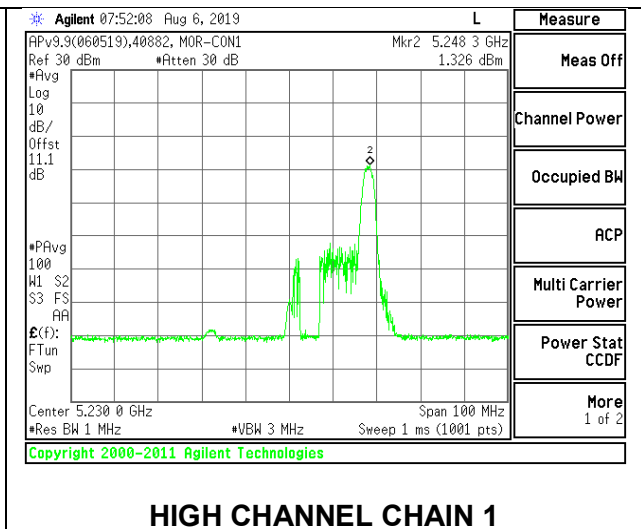 Agilent 07:52:08 Aug 6, 2019 L
APv9.9(060519),40882, MOR-CON1 Mkr2 5.248 3 GHz
Ref 30 dBm #Atten 30 dB 1.326 dBm
#Avg
Log
10
dB/
Offst
11.1
dB
2
#PAvg
100
W1 S2
S3 FS
AA
£(f):
FTun
Swp
Center 5.230 0 GHz Span 100 MHz
#Res BW 1 MHz #VBW 3 MHz Sweep 1 ms (1001 pts)
Copyright 2000-2011 Agilent Technologies
Measure
Meas Off
Channel Power
Occupied BW
ACP
Multi Carrier
Power
Power Stat
CCDF
More
1 of 2
HIGH CHANNEL CHAIN 1